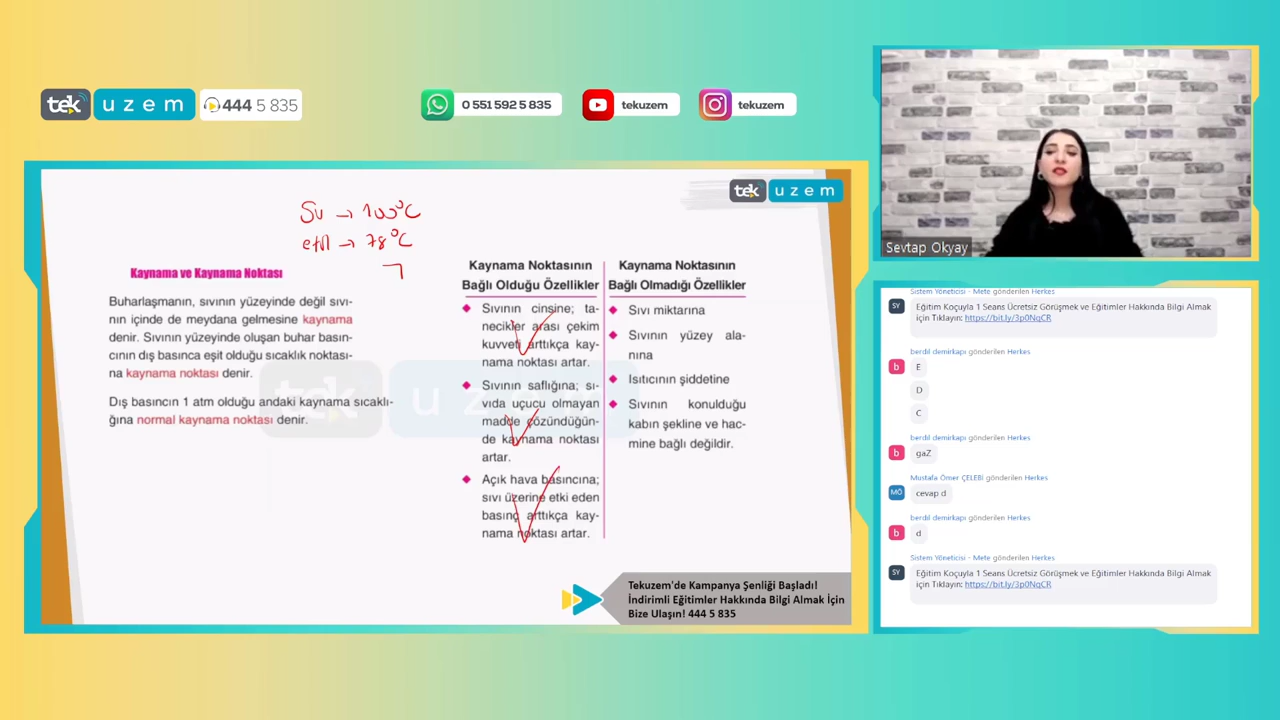 tek uzem 444 5 835
0 551 592 5 835
tekuzem
tekuzem
tek uzem
Su → 100°C
etil → 78°C
Kaynama ve Kaynama Noktası
Buharlaşmanın, sıvının yüzeyinde değil sıvı-
nın içinde de meydana gelmesine kaynama
denir. Sıvının yüzeyinde oluşan buhar basın-
cının dış basınca eşit olduğu sıcaklık noktası-
na kaynama noktası denir.
Dış basıncın 1 atm olduğu andaki kaynama sıcaklı-
ğına normal kaynama noktası denir.
tek uzem
Kaynama Noktasının
Bağlı Olduğu Özellikler
Sıvının cinsine; ta-
necikler arası çekim
kuvveti arttıkça kay-
nama noktası artar.
Sıvının saflığına; sı-
vıda uçucu olmayan
madde çözündüğün-
de kaynama noktası
artar.
Açık hava basıncına;
sıvı üzerine etki eden
basınç arttıkça kay-
nama noktası artar.
Kaynama Noktasının
Bağlı Olmadığı Özellikler
Sıvı miktarına
Sıvının yüzey ala-
nına
Isıtıcının şiddetine
Sıvının konulduğu
kabın şekline ve hac-
mine bağlı değildir.
Tekuzem'de Kampanya Şenliği Başladı!
İndirimli Eğitimler Hakkında Bilgi Almak İçin
Bize Ulaşın! 444 5 835
Sevtap Okyay
Sistem Yöneticisi - Mete gönderilen Herkes
SY
Eğitim Koçuyla 1 Seans Ücretsiz Görüşmek ve Eğitimler Hakkında Bilgi Almak
için Tıklayın: https://bit.ly/3p0NqCR
berdil demirkapı gönderilen Herkes
b
E
D
C
berdil demirkapı gönderilen Herkes
b
gaZ
Mustafa Ömer ÇELEBİ gönderilen Herkes
MÖ
cevap d
berdil demirkapı gönderilen Herkes
b
d
Sistem Yöneticisi - Mete gönderilen Herkes
SY
Eğitim Koçuyla 1 Seans Ücretsiz Görüşmek ve Eğitimler Hakkında Bilgi Almak
için Tıklayın: https://bit.ly/3p0NqCR